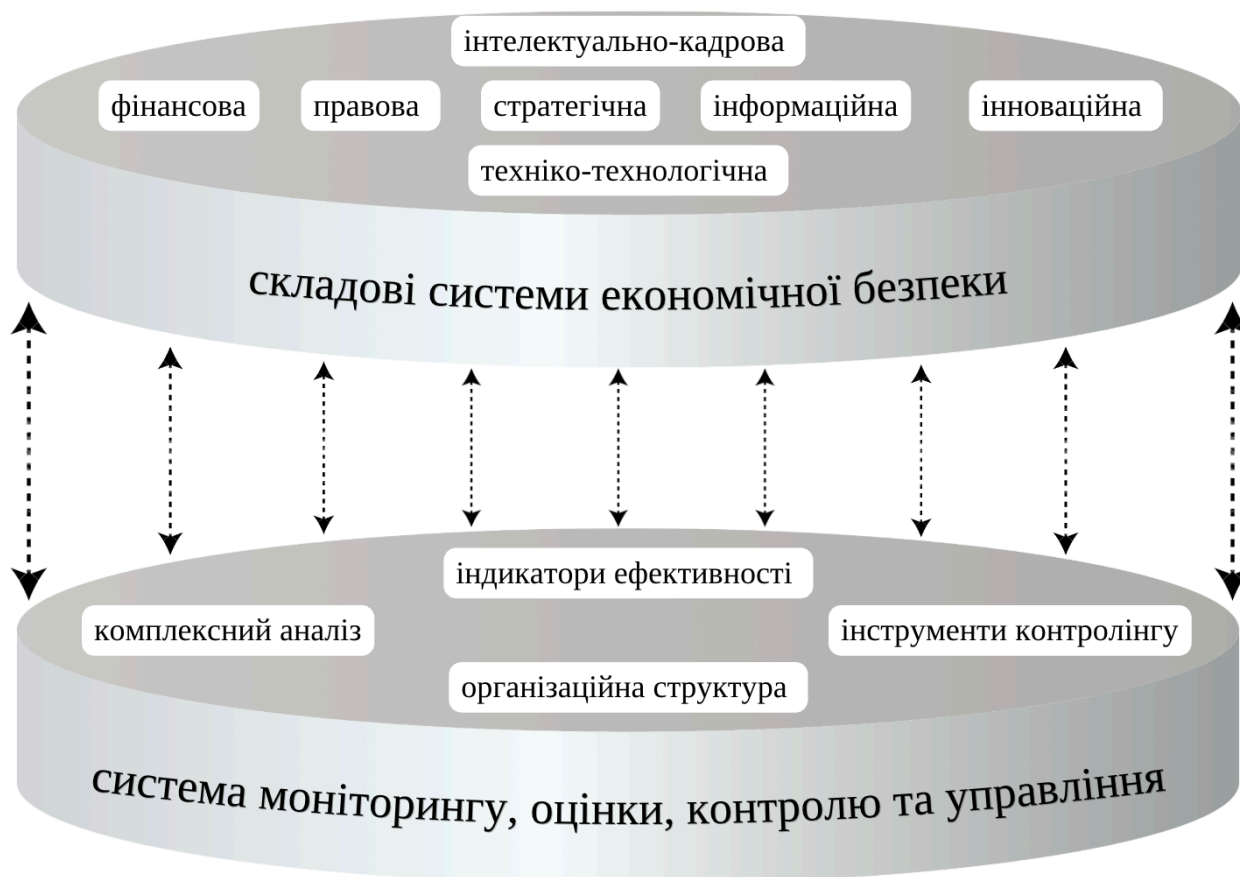 інтелектуально-кадрова
фінансова правова стратегічна інформаційна інноваційна
техніко-технологічна
складові системи економічної безпеки
індикатори ефективності
комплексний аналіз інструменти контролінгу
організаційна структура
система моніторингу, оцінки, контролю та управління